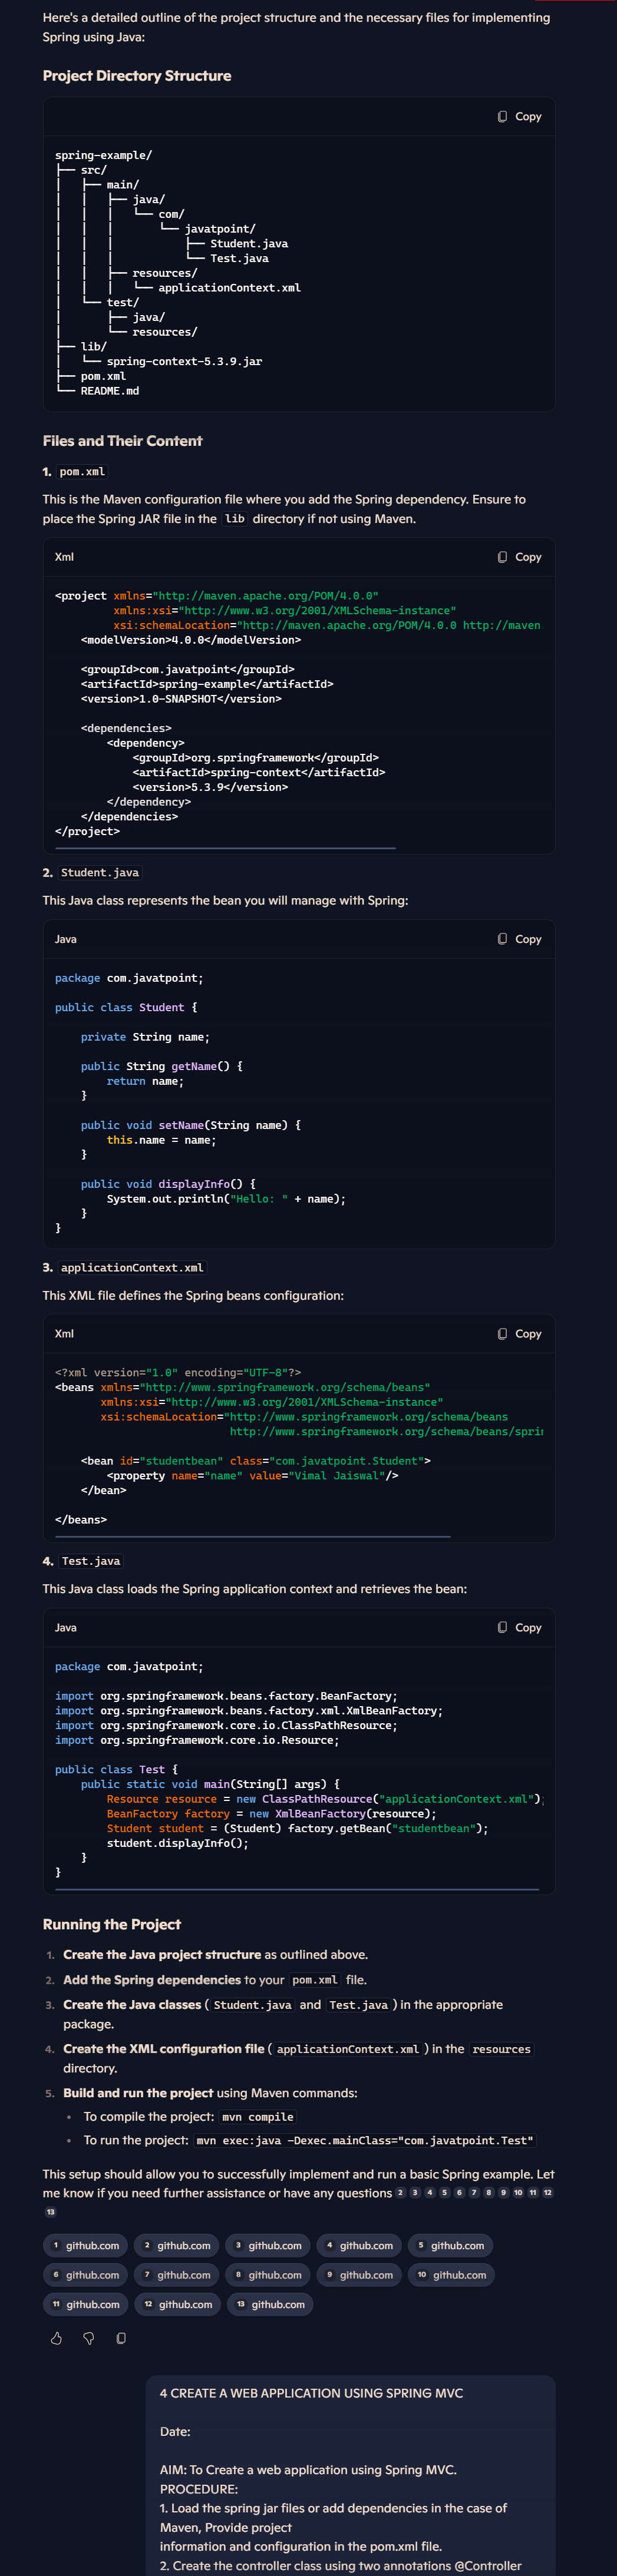 Here's a detailed outline of the project structure and the necessary files for implementing
Spring using Java:
Project Directory Structure
Copy
spring-example/
├── src/
│   ├── main/
│   │   ├── java/
│   │   │   └── com/
│   │   │       └── javatpoint/
│   │   │           ├── Student.java
│   │   │           └── Test.java
│   │   ├── resources/
│   │   │   └── applicationContext.xml
│   └── test/
│       ├── java/
│       └── resources/
├── lib/
│   └── spring-context-5.3.9.jar
├── pom.xml
└── README.md
Files and Their Content
1. pom.xml
This is the Maven configuration file where you add the Spring dependency. Ensure to
place the Spring JAR file in the lib directory if not using Maven.
Xml Copy
<project xmlns="http://maven.apache.org/POM/4.0.0"
         xmlns:xsi="http://www.w3.org/2001/XMLSchema-instance"
         xsi:schemaLocation="http://maven.apache.org/POM/4.0.0 http://maven
    <modelVersion>4.0.0</modelVersion>
    <groupId>com.javatpoint</groupId>
    <artifactId>spring-example</artifactId>
    <version>1.0-SNAPSHOT</version>
    <dependencies>
        <dependency>
            <groupId>org.springframework</groupId>
            <artifactId>spring-context</artifactId>
            <version>5.3.9</version>
        </dependency>
    </dependencies>
</project>
2. Student.java
This Java class represents the bean you will manage with Spring:
Java Copy
package com.javatpoint;
public class Student {
    private String name;
    public String getName() {
        return name;
    }
    public void setName(String name) {
        this.name = name;
    }
    public void displayInfo() {
        System.out.println("Hello: " + name);
    }
}
3. applicationContext.xml
This XML file defines the Spring beans configuration:
Xml Copy
<?xml version="1.0" encoding="UTF-8"?>
<beans xmlns="http://www.springframework.org/schema/beans"
       xmlns:xsi="http://www.w3.org/2001/XMLSchema-instance"
       xsi:schemaLocation="http://www.springframework.org/schema/beans
                           http://www.springframework.org/schema/beans/sprin
    <bean id="studentbean" class="com.javatpoint.Student">
        <property name="name" value="Vimal Jaiswal"/>
    </bean>
</beans>
4. Test.java
This Java class loads the Spring application context and retrieves the bean:
Java Copy
package com.javatpoint;
import org.springframework.beans.factory.BeanFactory;
import org.springframework.beans.factory.xml.XmlBeanFactory;
import org.springframework.core.io.ClassPathResource;
import org.springframework.core.io.Resource;
public class Test {
    public static void main(String[] args) {
        Resource resource = new ClassPathResource("applicationContext.xml");
        BeanFactory factory = new XmlBeanFactory(resource);
        Student student = (Student) factory.getBean("studentbean");
        student.displayInfo();
    }
}
Running the Project
1. Create the Java project structure as outlined above.
2. Add the Spring dependencies to your pom.xml file.
3. Create the Java classes (Student.java and Test.java) in the appropriate
package.
4. Create the XML configuration file (applicationContext.xml) in the resources
directory.
5. Build and run the project using Maven commands:
• To compile the project: mvn compile
• To run the project: mvn exec:java -Dexec.mainClass="com.javatpoint.Test"
This setup should allow you to successfully implement and run a basic Spring example. Let
me know if you need further assistance or have any questions 2 3 4 5 6 7 8 9 10 11 12
13
1 github.com 2 github.com 3 github.com 4 github.com 5 github.com
6 github.com 7 github.com 8 github.com 9 github.com 10 github.com
11 github.com 12 github.com 13 github.com
4 CREATE A WEB APPLICATION USING SPRING MVC
Date:
AIM: To Create a web application using Spring MVC.
PROCEDURE:
1. Load the spring jar files or add dependencies in the case of
Maven, Provide project
information and configuration in the pom.xml file.
2. Create the controller class using two annotations @Controller